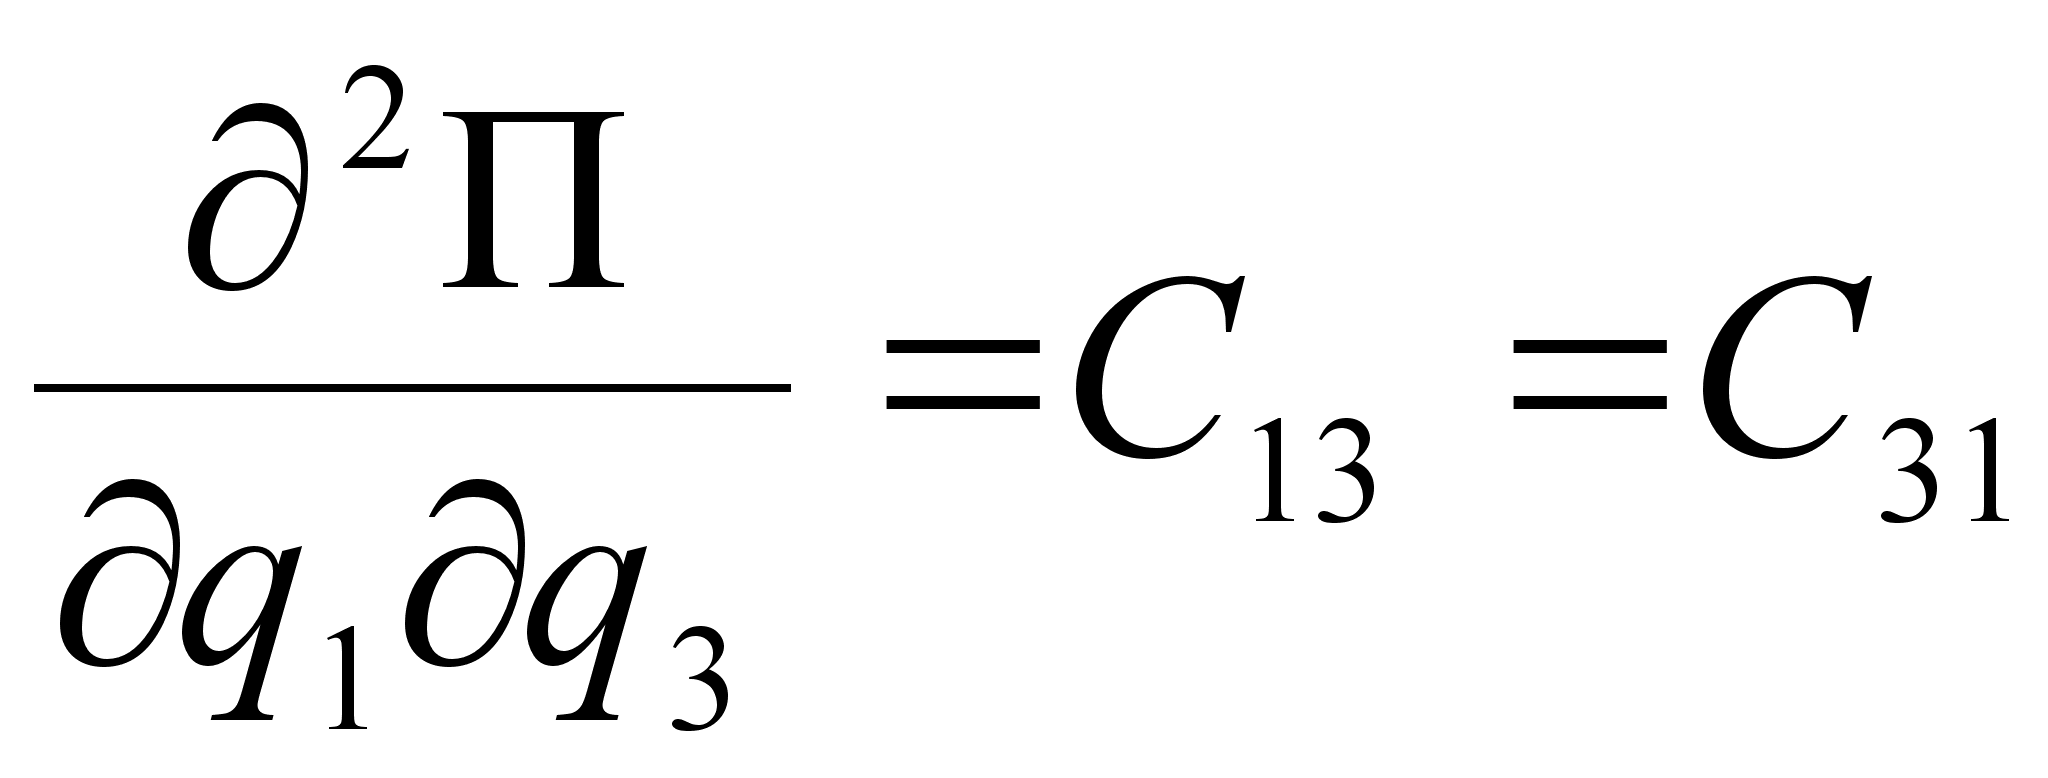 ∂²Π / ∂q₁∂q₃ = C₁₃ = C₃₁